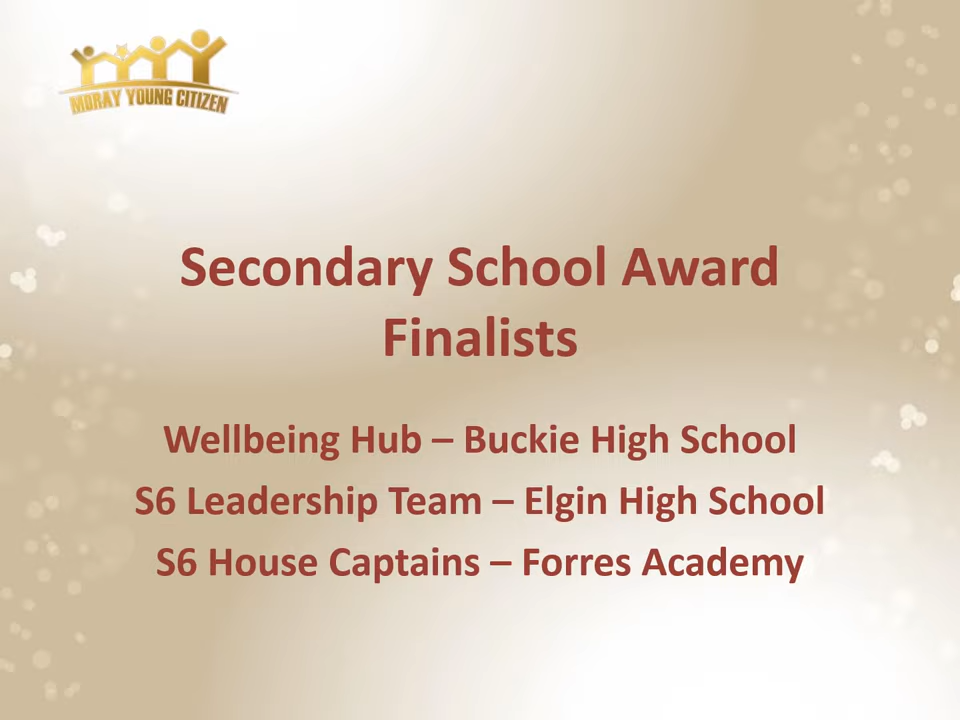 MORAY YOUNG CITIZEN
Secondary School Award
Finalists
Wellbeing Hub – Buckie High School
S6 Leadership Team – Elgin High School
S6 House Captains – Forres Academy